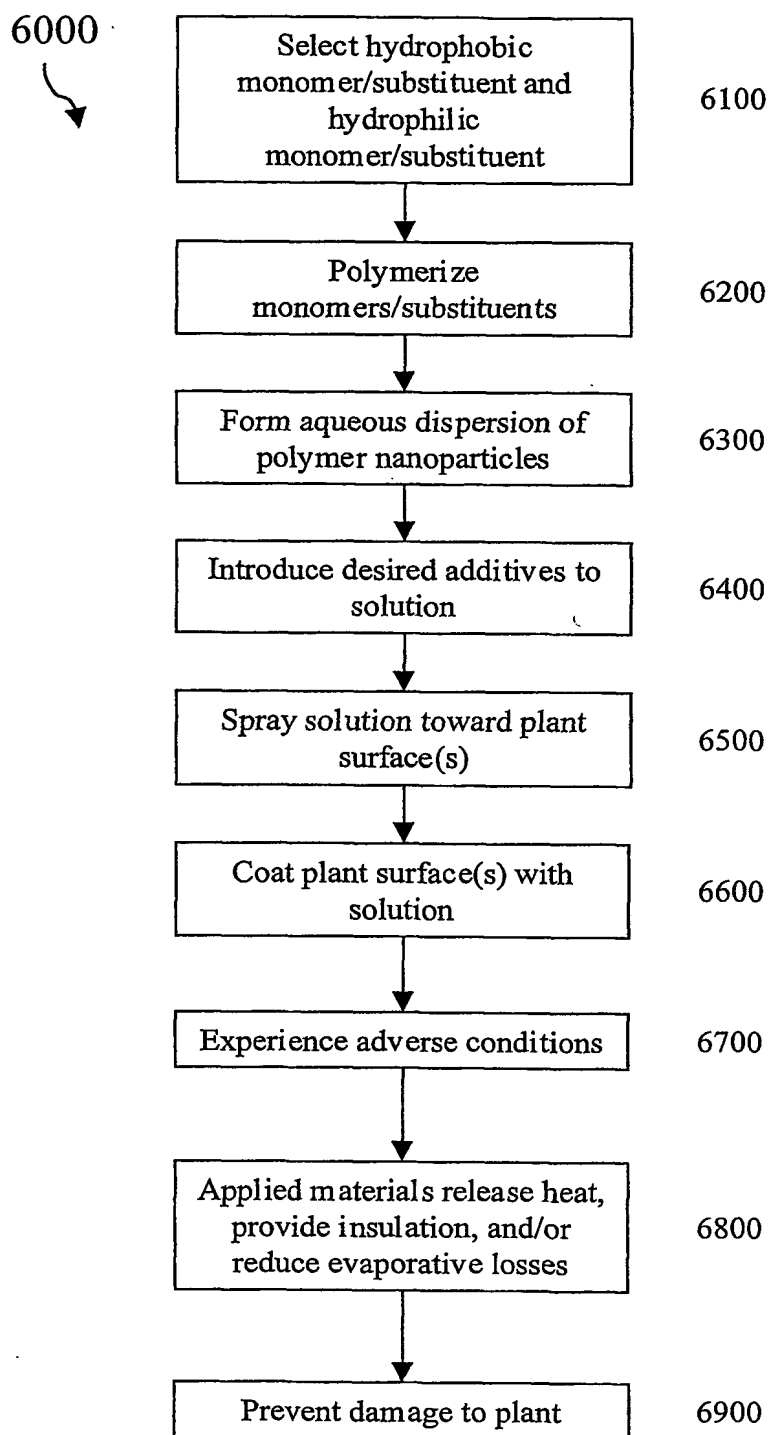 6000
Select hydrophobic
monomer/substituent and
hydrophilic
monomer/substituent
6100
Polymerize
monomers/substituents
6200
Form aqueous dispersion of
polymer nanoparticles
6300
Introduce desired additives to
solution
6400
Spray solution toward plant
surface(s)
6500
Coat plant surface(s) with
solution
6600
Experience adverse conditions
6700
Applied materials release heat,
provide insulation, and/or
reduce evaporative losses
6800
Prevent damage to plant
6900